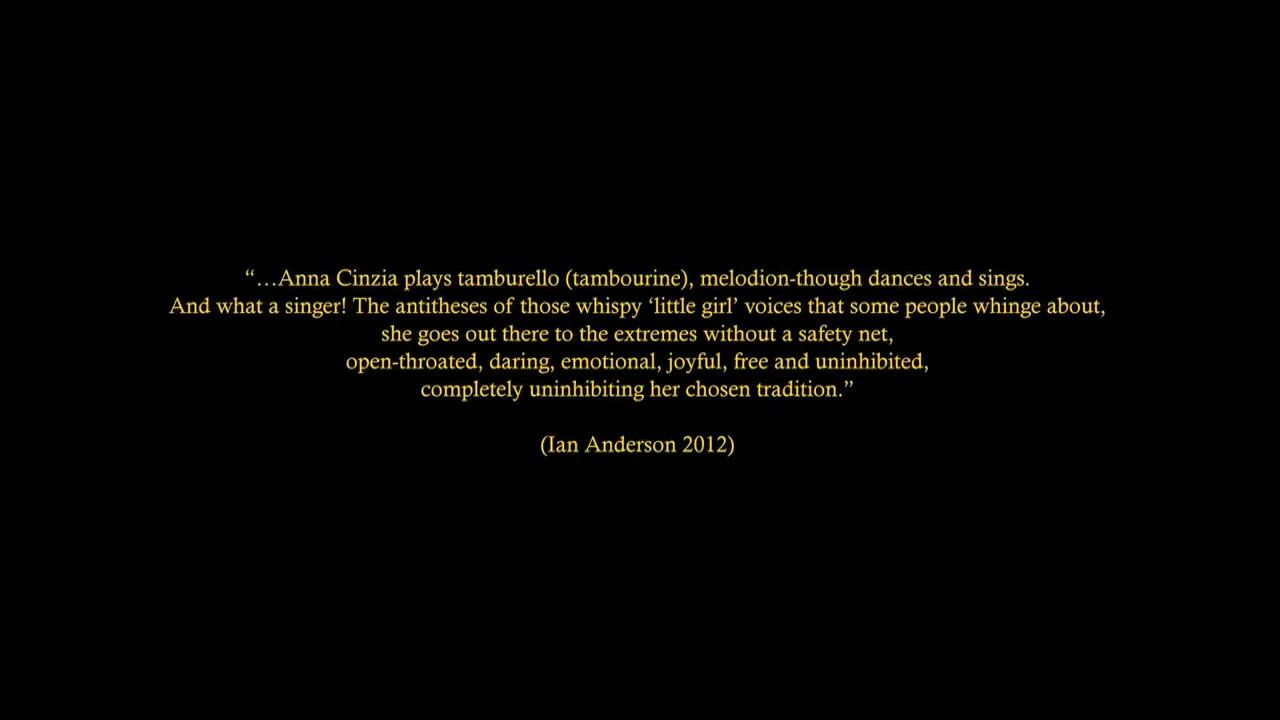 “…Anna Cinzia plays tamburello (tambourine), melodion-though dances and sings.
And what a singer! The antitheses of those whispy ‘little girl’ voices that some people whinge about,
she goes out there to the extremes without a safety net,
open-throated, daring, emotional, joyful, free and uninhibited,
completely uninhibiting her chosen tradition.”
(Ian Anderson 2012)